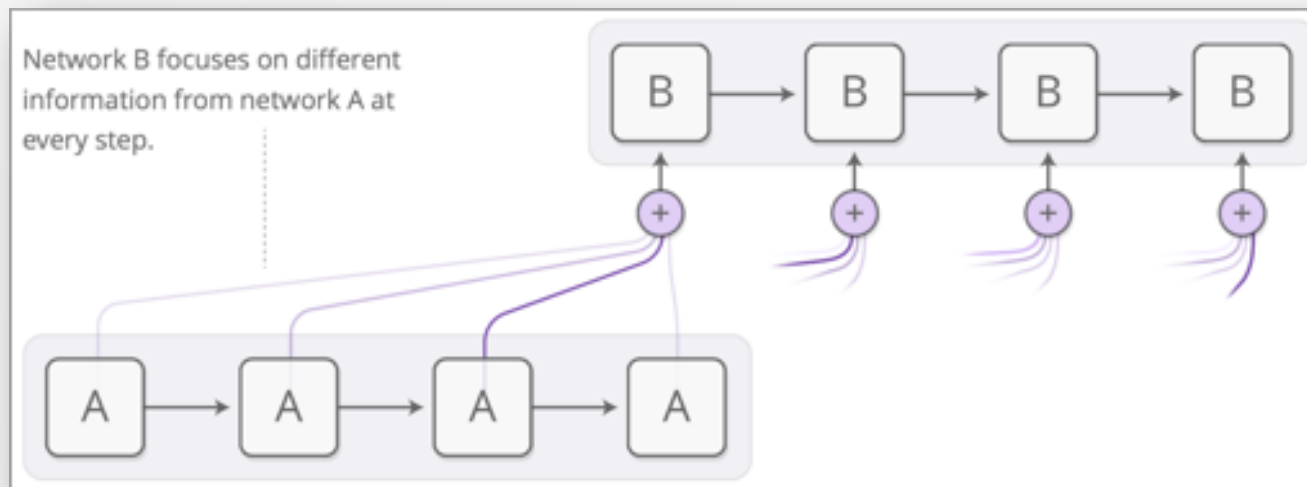 Network B focuses on different
information from network A at
every step.
B B B B
+ + + +
A A A A